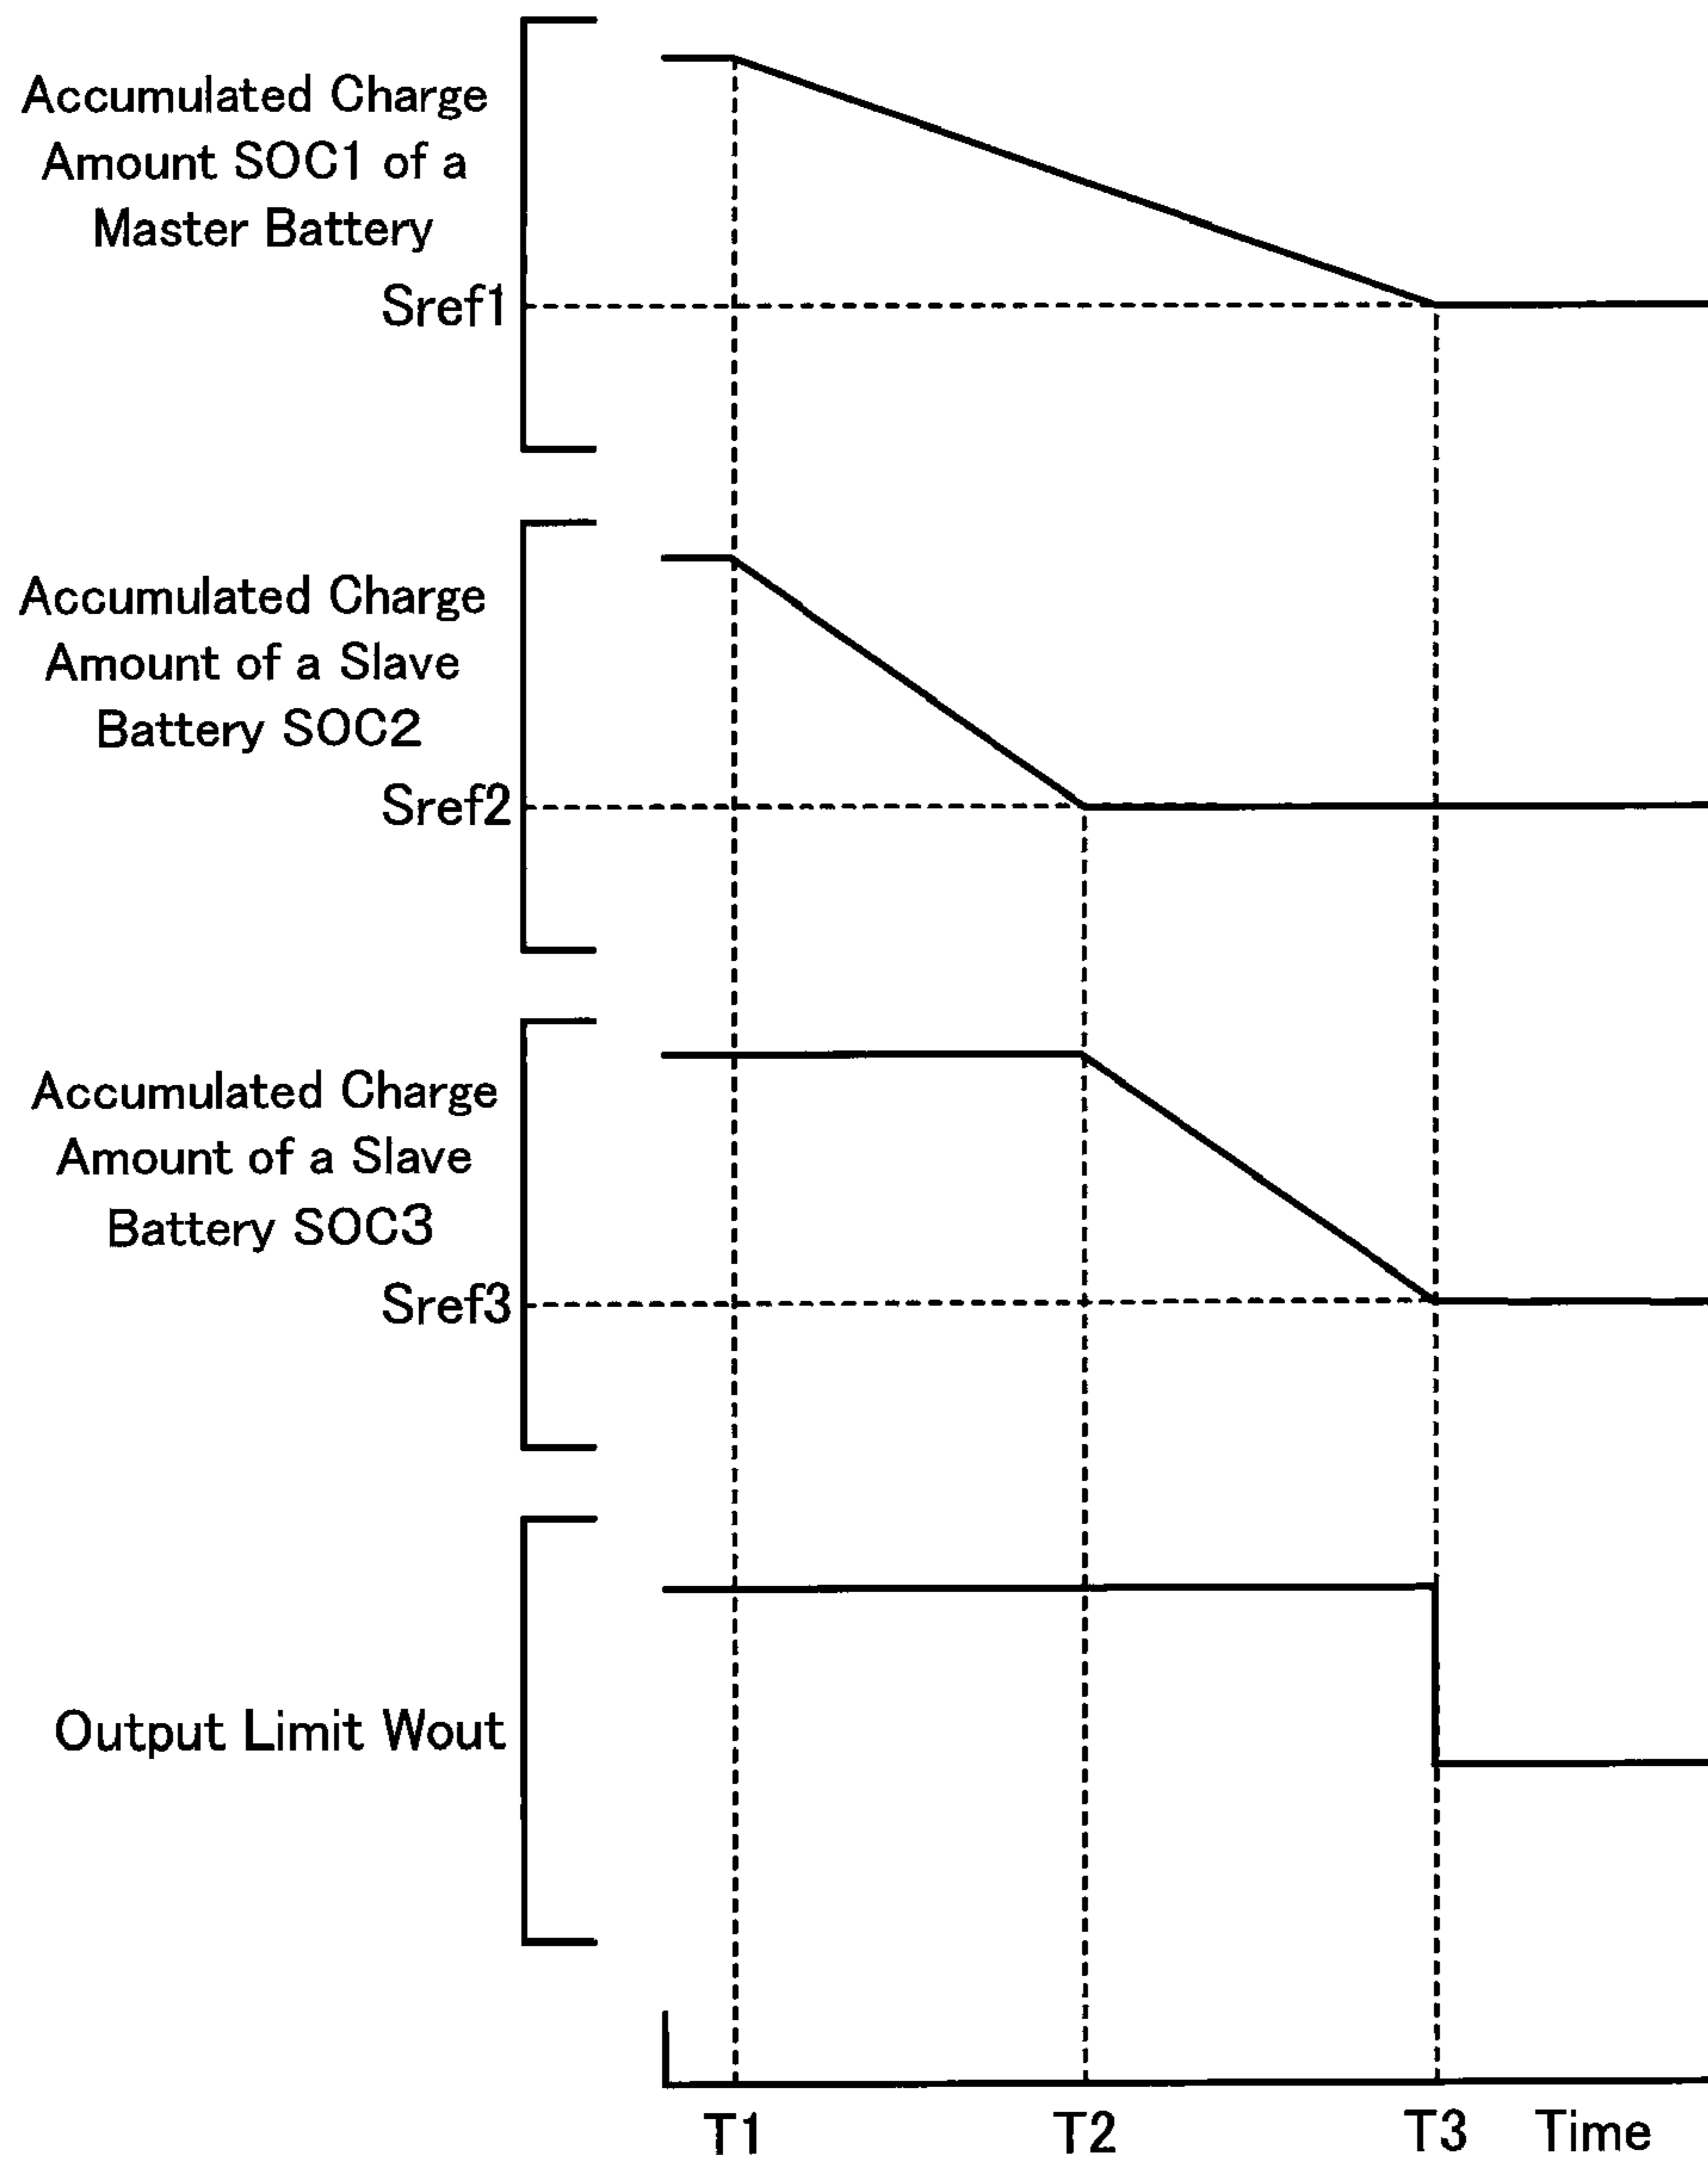 Accumulated Charge
Amount SOC1 of a
Master Battery
Sref1
Accumulated Charge
Amount of a Slave
Battery SOC2
Sref2
Accumulated Charge
Amount of a Slave
Battery SOC3
Sref3
Output Limit Wout
T1 T2 T3 Time